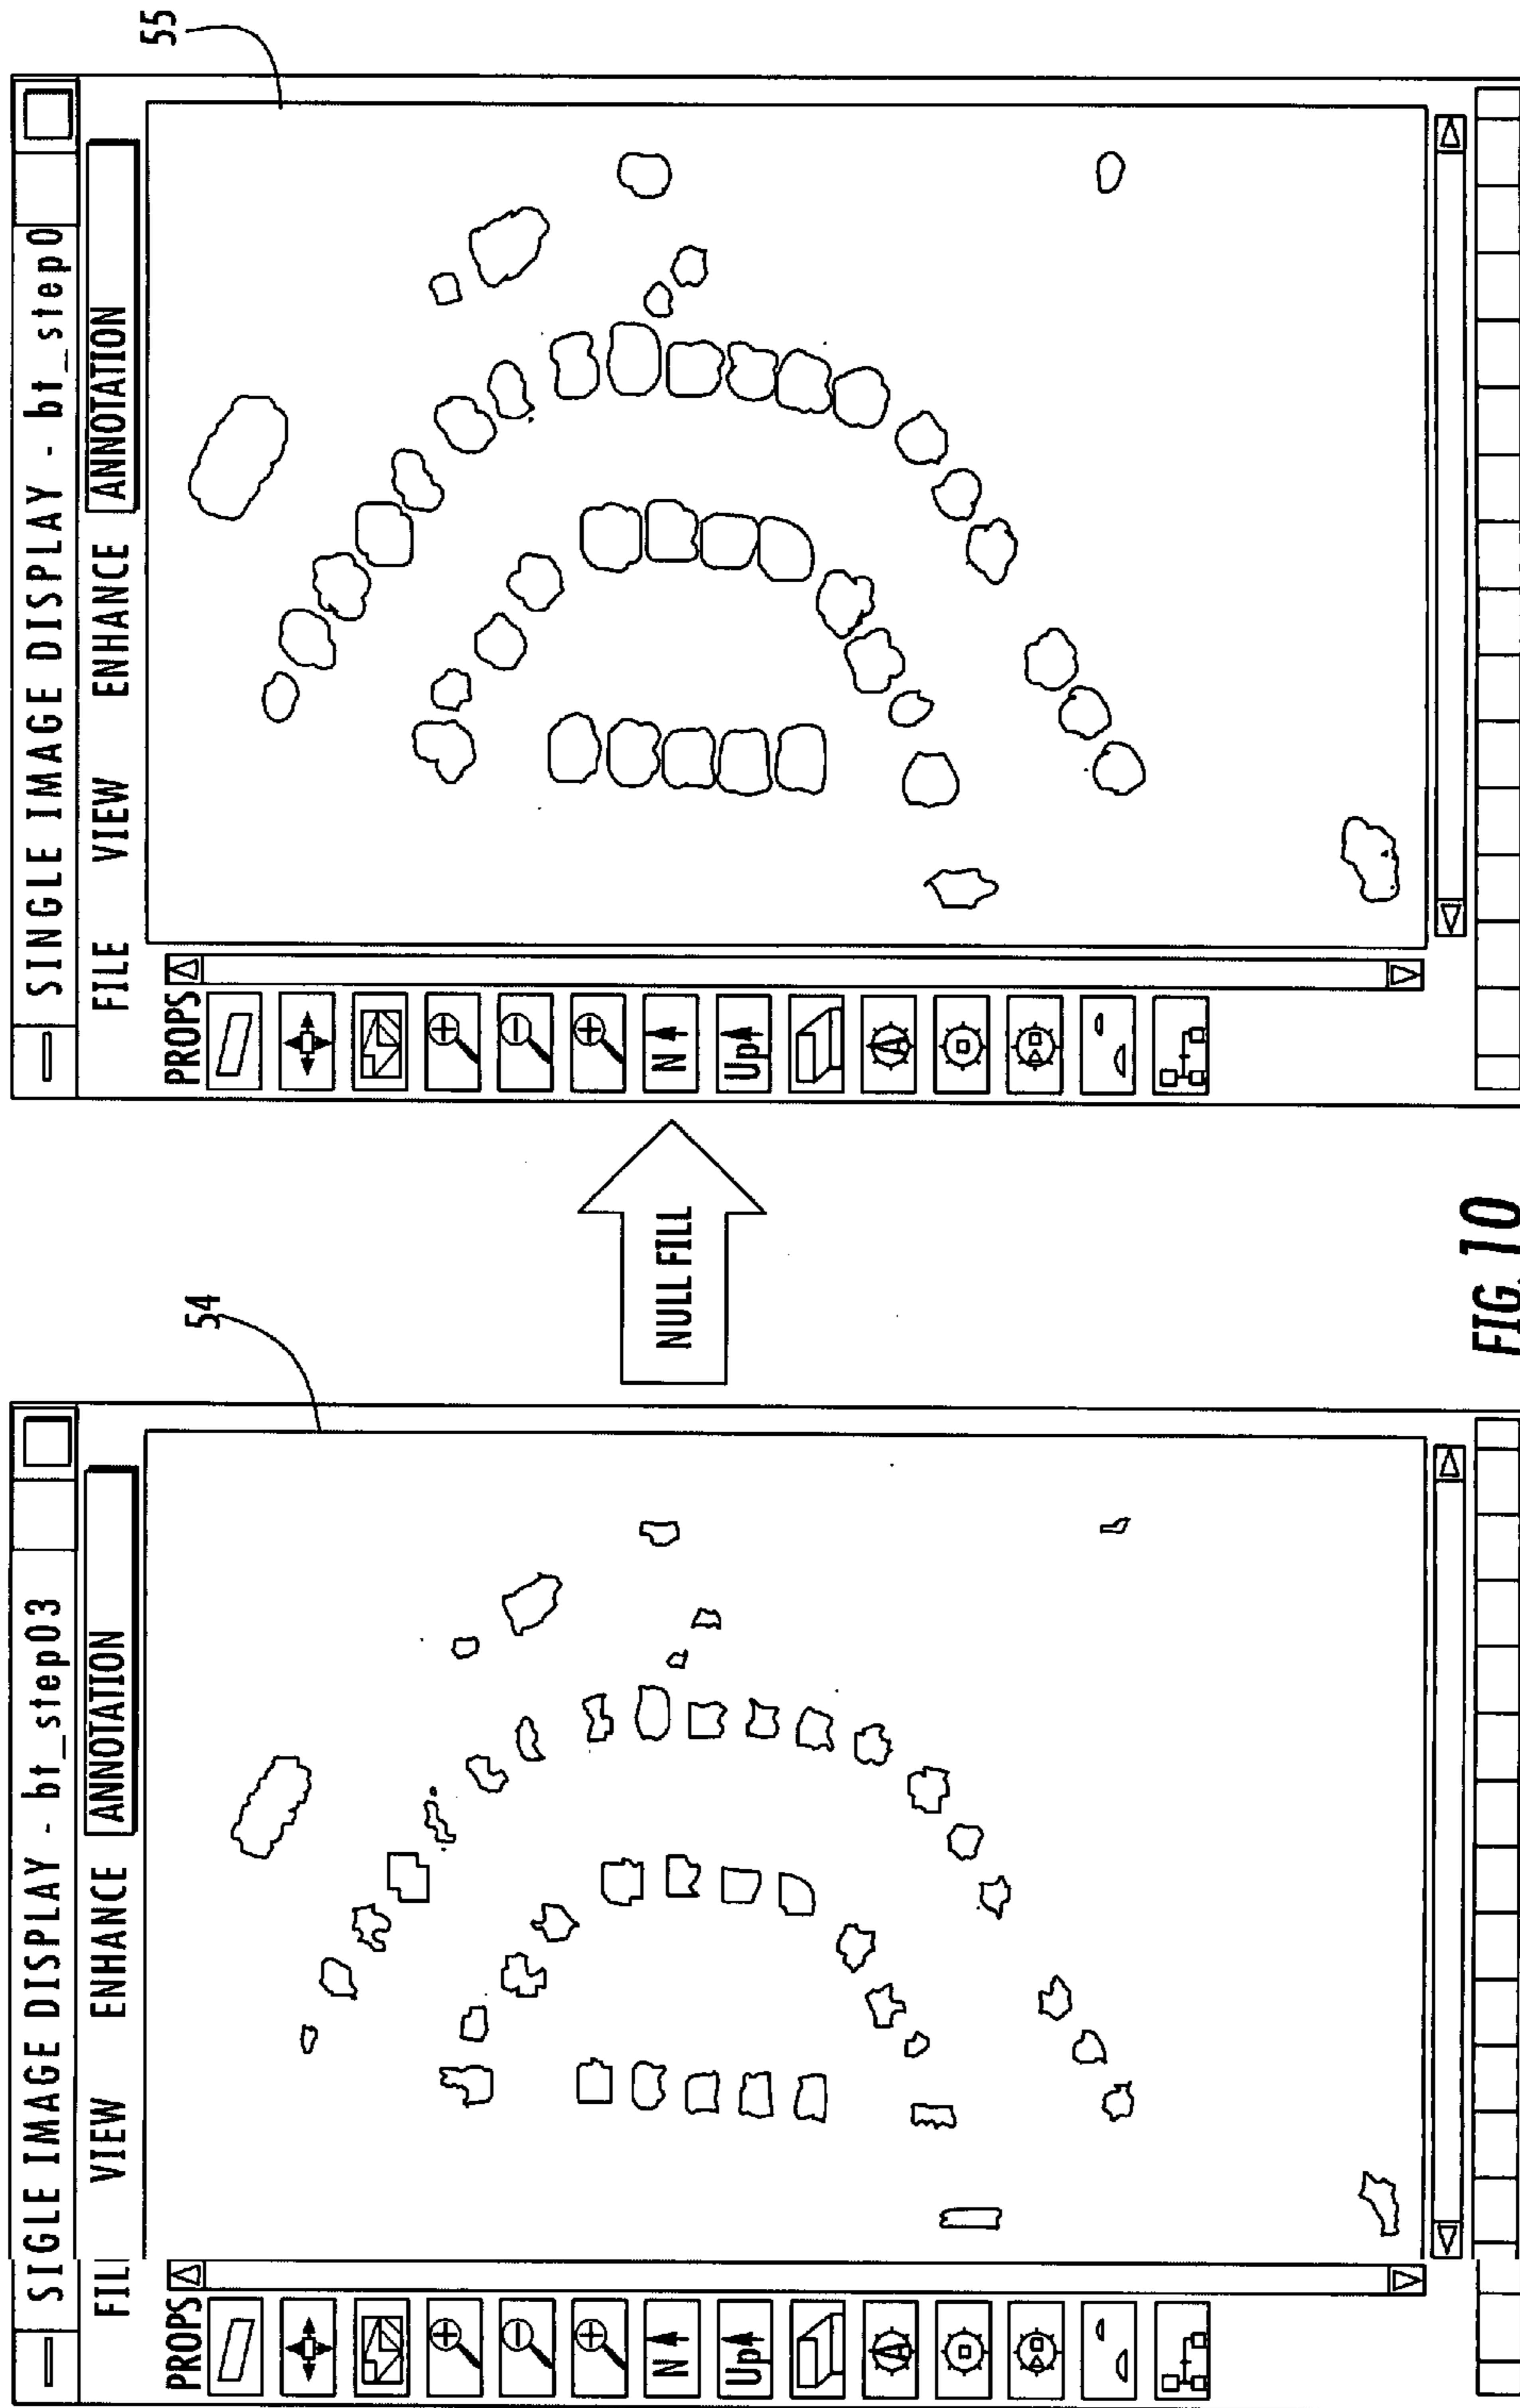 SIGLE IMAGE DISPLAY - bt_step03
FIL VIEW ENHANCE ANNOTATION
PROPS
N
Up
54
NULL FILL
SINGLE IMAGE DISPLAY - bt_step0
FILE VIEW ENHANCE ANNOTATION
PROPS
N
Up
55
FIG. 10